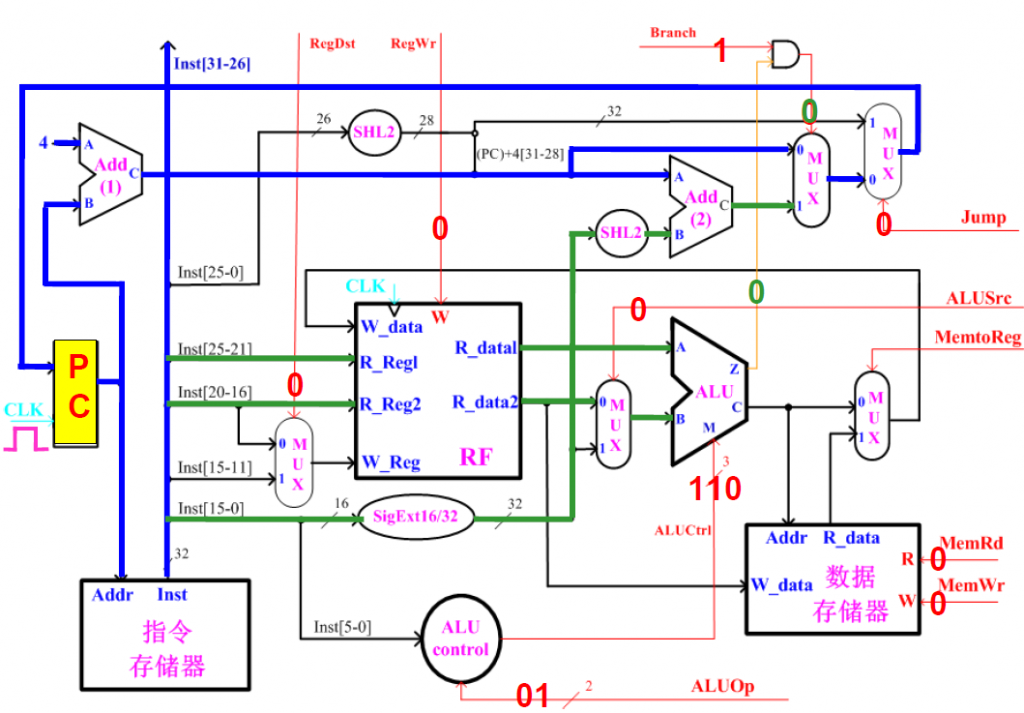 Branch
1
RegDst
RegWr
Inst[31-26]
26
SHL2
28
32
0
1
M
U
X
4
A
Add
(1)
C
B
(PC)+4[31-28]
0
M
U
X
1
0
A
Add
(2)
C
B
SHL2
0
Jump
0
Inst[25-0]
CLK
W
0
0
ALUSrc
MemtoReg
W_data
Inst[25-21]
R_Reg1
R_data1
A
Z
ALU
C
B
M
P
C
CLK
Inst[20-16]
0
R_Reg2
R_data2
0
M
U
X
1
0
M
U
X
1
0
M
U
X
1
Inst[15-11]
W_Reg
RF
3
110
Inst[15-0]
16
SigExt16/32
32
ALUCtrl
32
Addr
Inst
指令
存储器
Inst[5-0]
ALU
control
Addr
R_data
W_data
数据
存储器
R
0
MemRd
W
0
MemWr
01
2
ALUOp